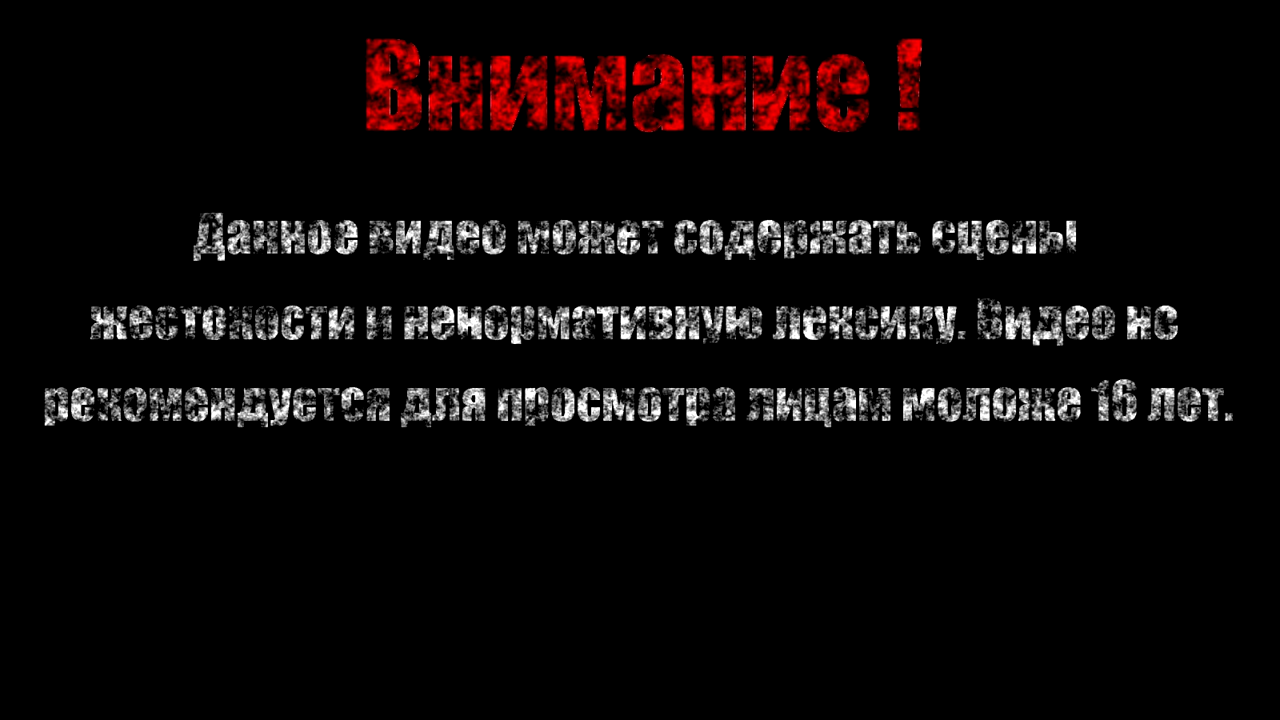 Внимание !
Данное видео может содержать сцены
жестокости и ненормативную лексику. Видео не
рекомендуется для просмотра лицам моложе 16 лет.